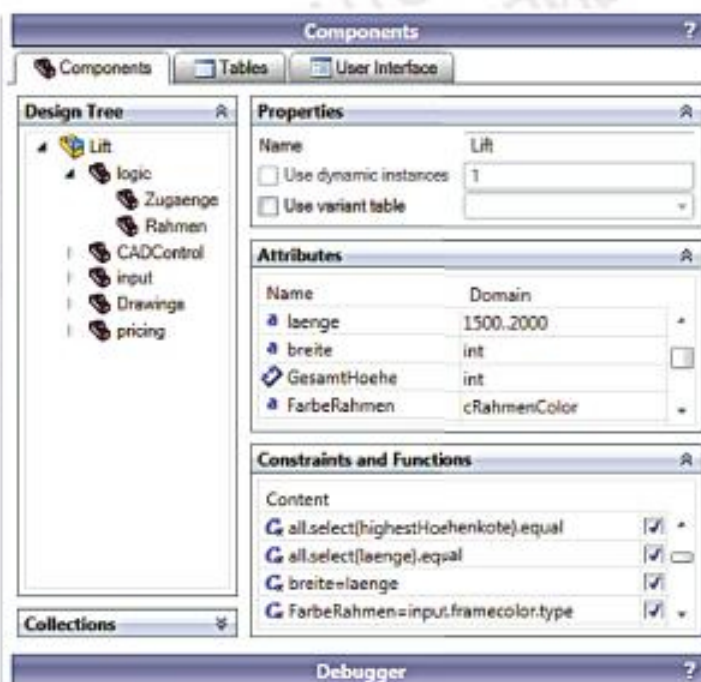 Components ?
Components Tables User Interface
Design Tree
Lift
logic
Zugaenge
Rahmen
CADControl
input
Drawings
pricing
Collections
Properties
Name Lift
Use dynamic instances 1
Use variant table
Attributes
Name Domain
a laenge 1500..2000
a breite int
GesamtHoehe int
a FarbeRahmen cRahmenColor
Constraints and Functions
Content
all.select(highestHoehenkote).equal
all.select(laenge).equal
breite=laenge
FarbeRahmen=input.framecolor.type
Debugger ?